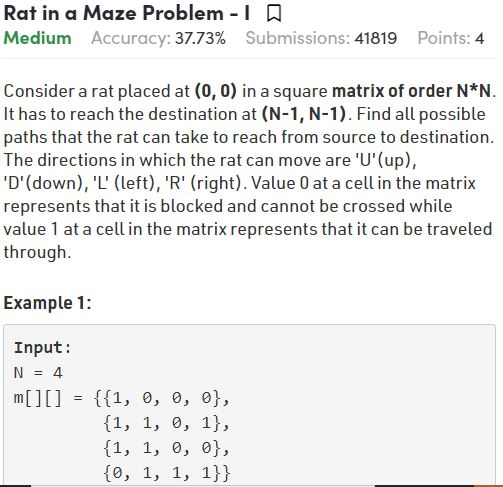 Rat in a Maze Problem - I
Medium Accuracy: 37.73% Submissions: 41819 Points: 4
Consider a rat placed at (0, 0) in a square matrix of order N*N.
It has to reach the destination at (N-1, N-1). Find all possible
paths that the rat can take to reach from source to destination.
The directions in which the rat can move are 'U'(up),
'D'(down), 'L' (left), 'R' (right). Value 0 at a cell in the matrix
represents that it is blocked and cannot be crossed while
value 1 at a cell in the matrix represents that it can be traveled
through.
Example 1:
Input:
N = 4
m[][] = {{1, 0, 0, 0},
{1, 1, 0, 1},
{1, 1, 0, 0},
{0, 1, 1, 1}}